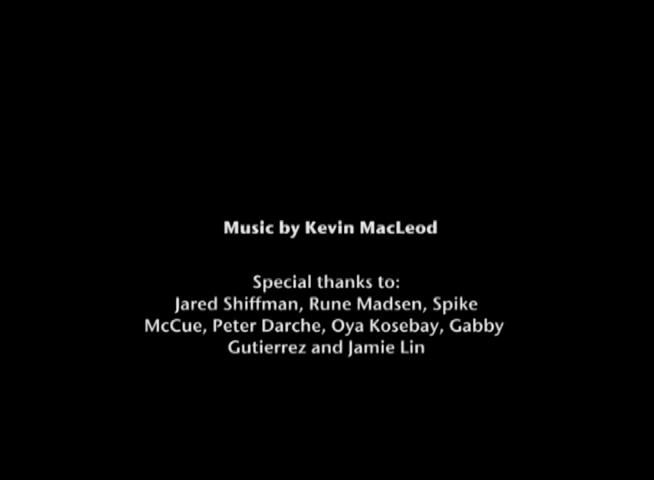 Music by Kevin MacLeod
Special thanks to:
Jared Shiffman, Rune Madsen, Spike
McCue, Peter Darche, Oya Kosebay, Gabby
Gutierrez and Jamie Lin